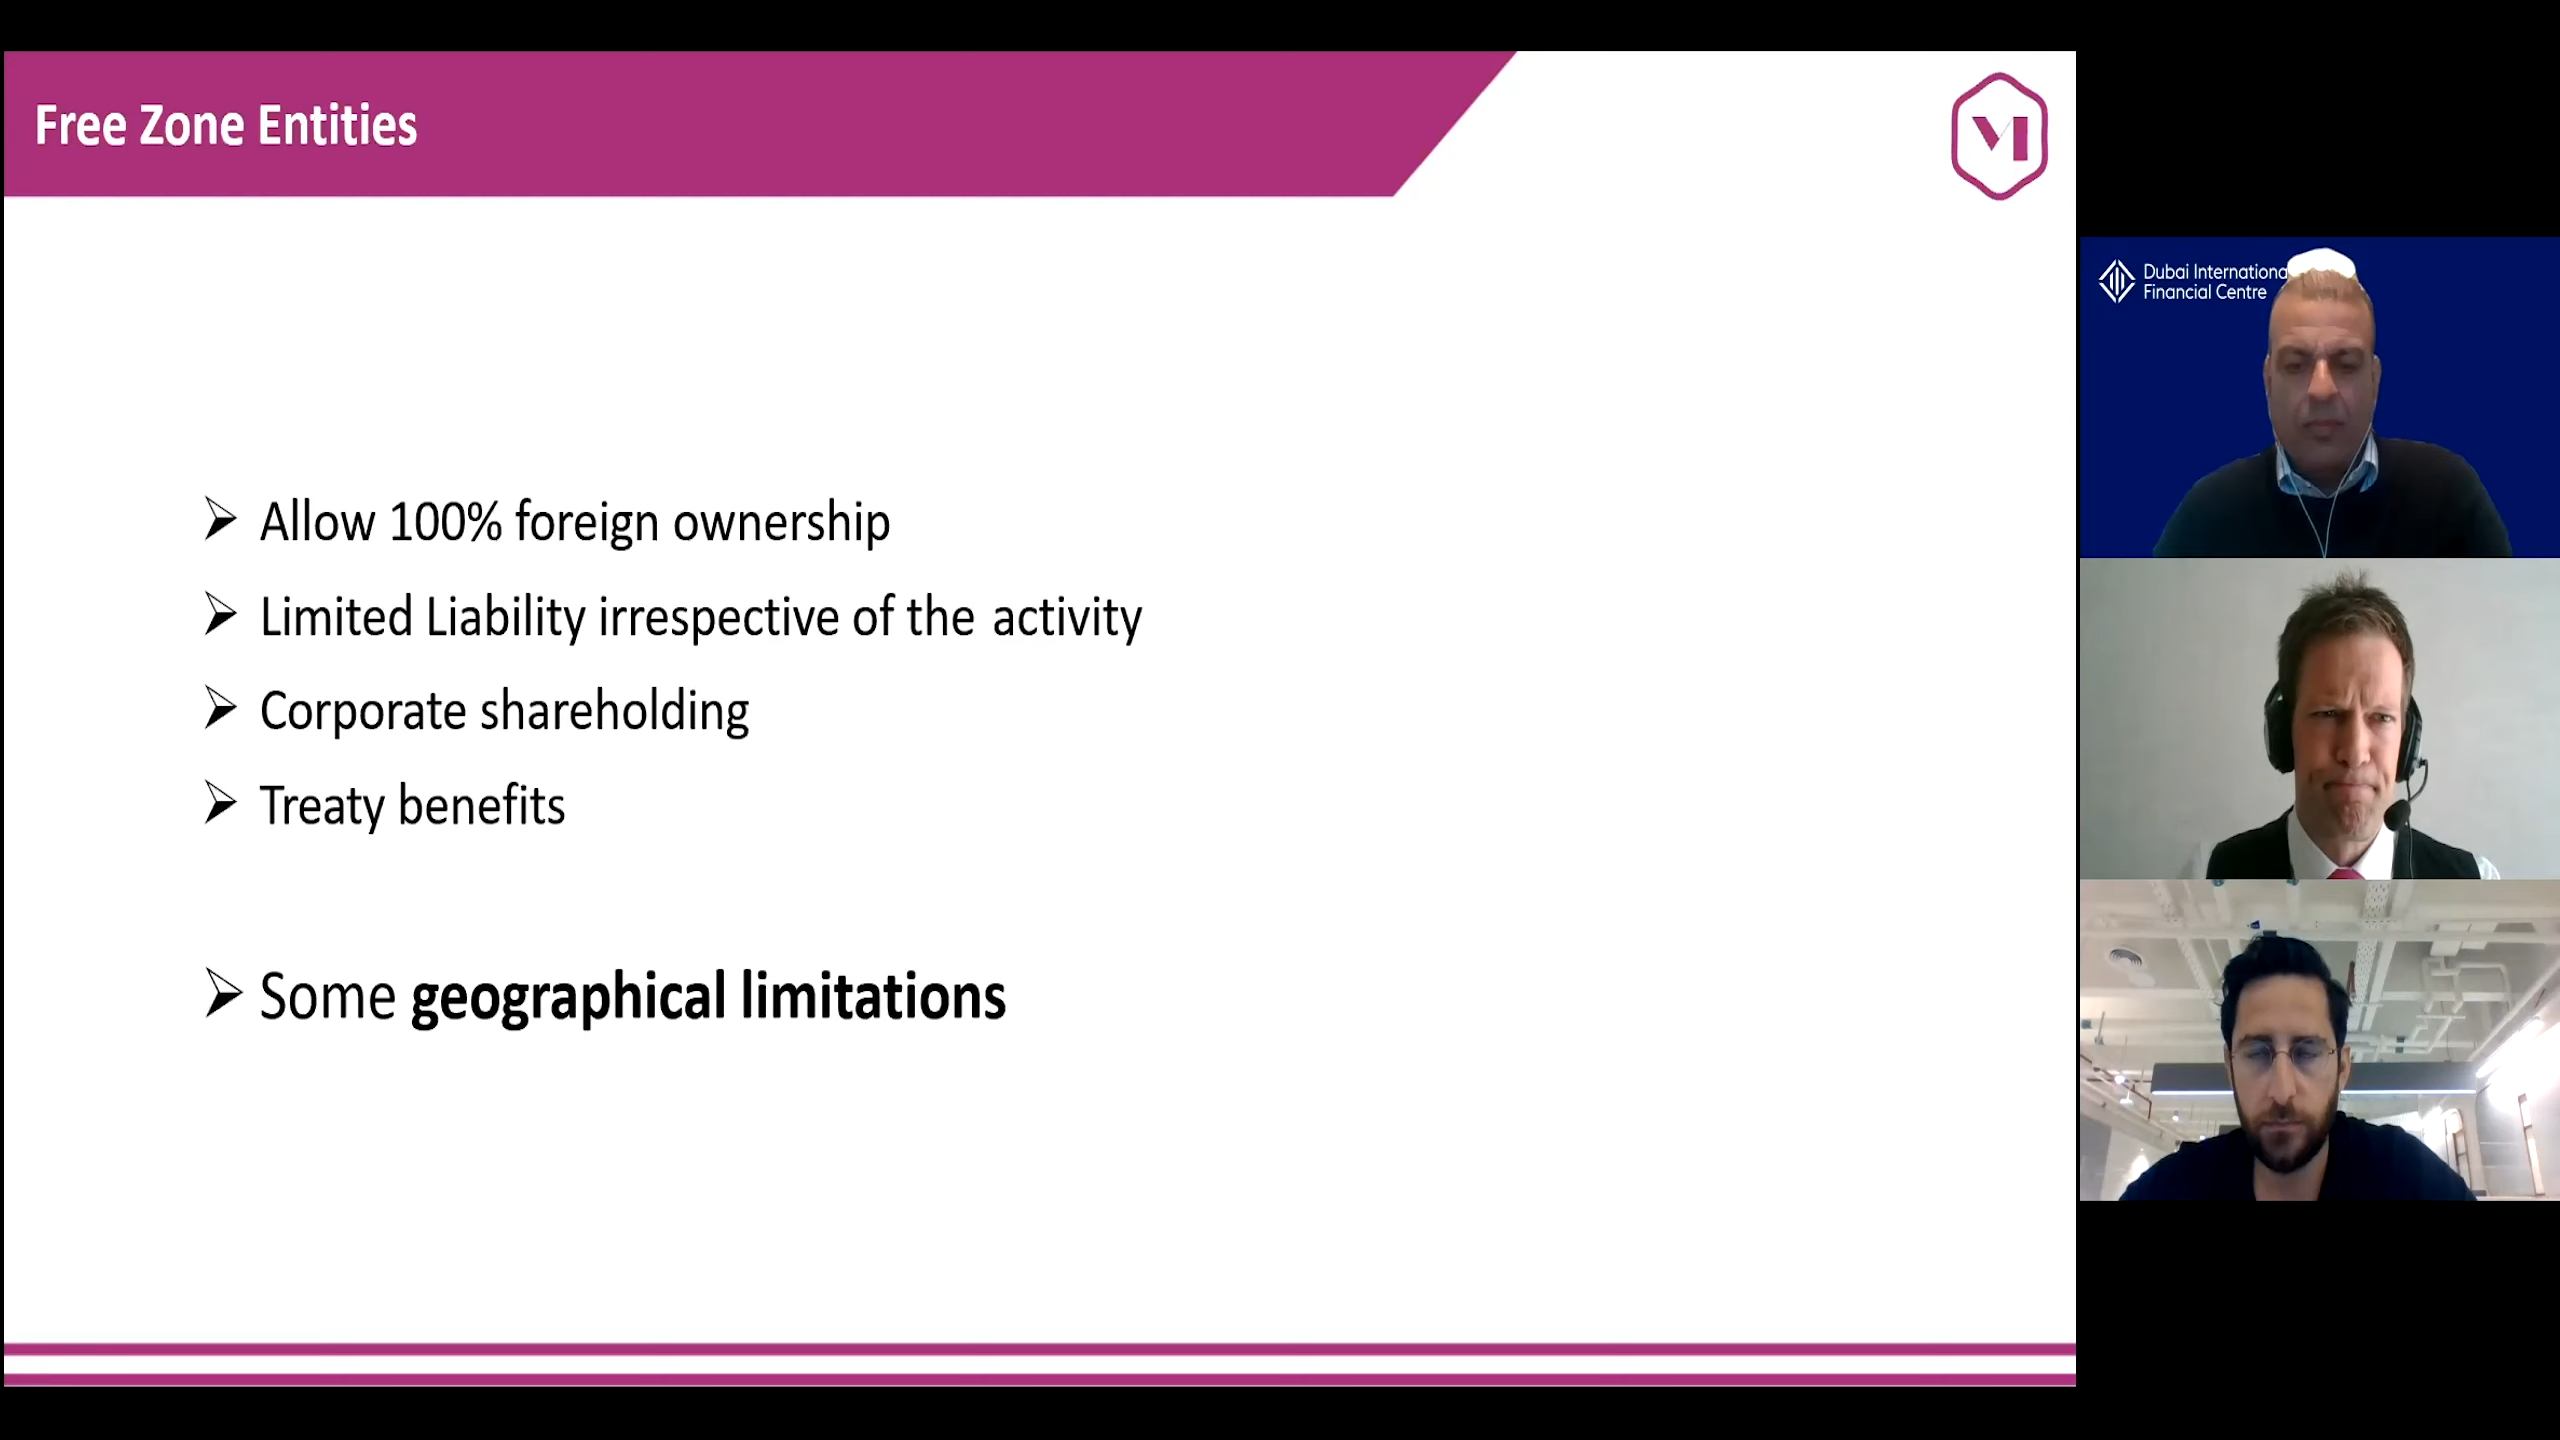 Free Zone Entities
Allow 100% foreign ownership
Limited Liability irrespective of the activity
Corporate shareholding
Treaty benefits
Some geographical limitations
Dubai Internationa
Financial Centre